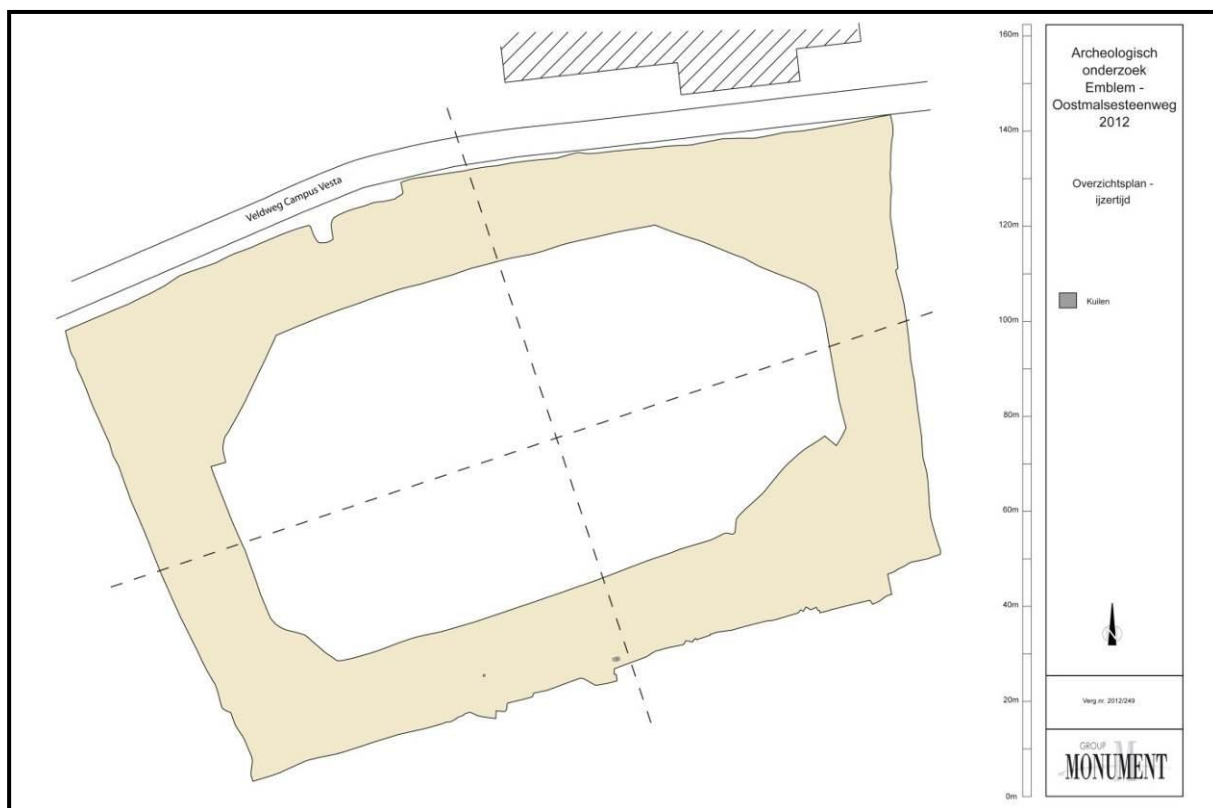 Veldweg Campus Vesta
160m
140m
120m
100m
80m
60m
40m
20m
0m
Archeologisch
onderzoek
Emblem -
Oostmalsesteenweg
2012
Overzichtsplan -
ijzertijd
Kuilen
N
Verg.nr. 2012/249
GROUP
M
MONUMENT